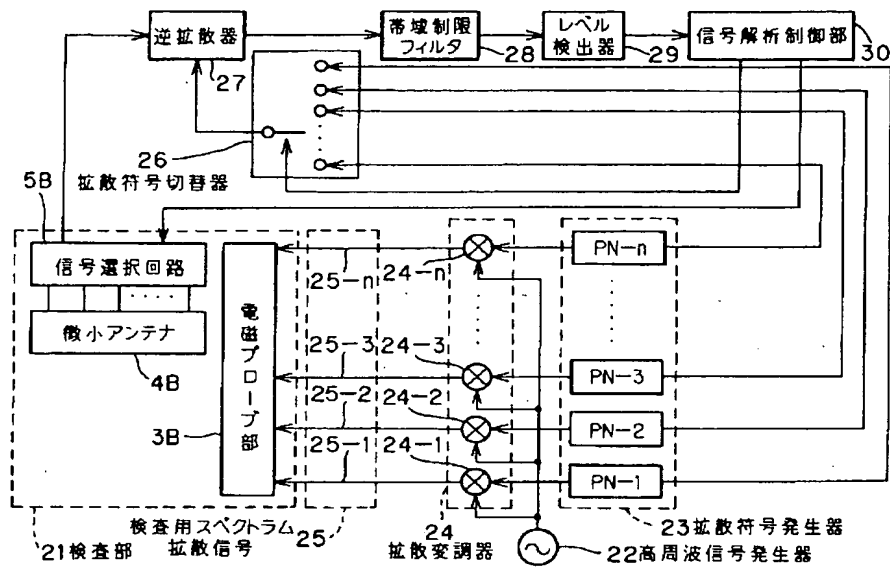 逆拡散器
27
帯域制限
フィルタ
28
レベル
検出器
29
信号解析制御部
30
26
拡散符号切替器
5B
信号選択回路
微小アンテナ
4B
電磁プローブ部
3B
25-n
24-n
PN-n
25-3
24-3
PN-3
25-2
24-2
PN-2
25-1
24-1
PN-1
21検査部
検査用スペクトラム
拡散信号
25
24
拡散変調器
23拡散符号発生器
22高周波信号発生器